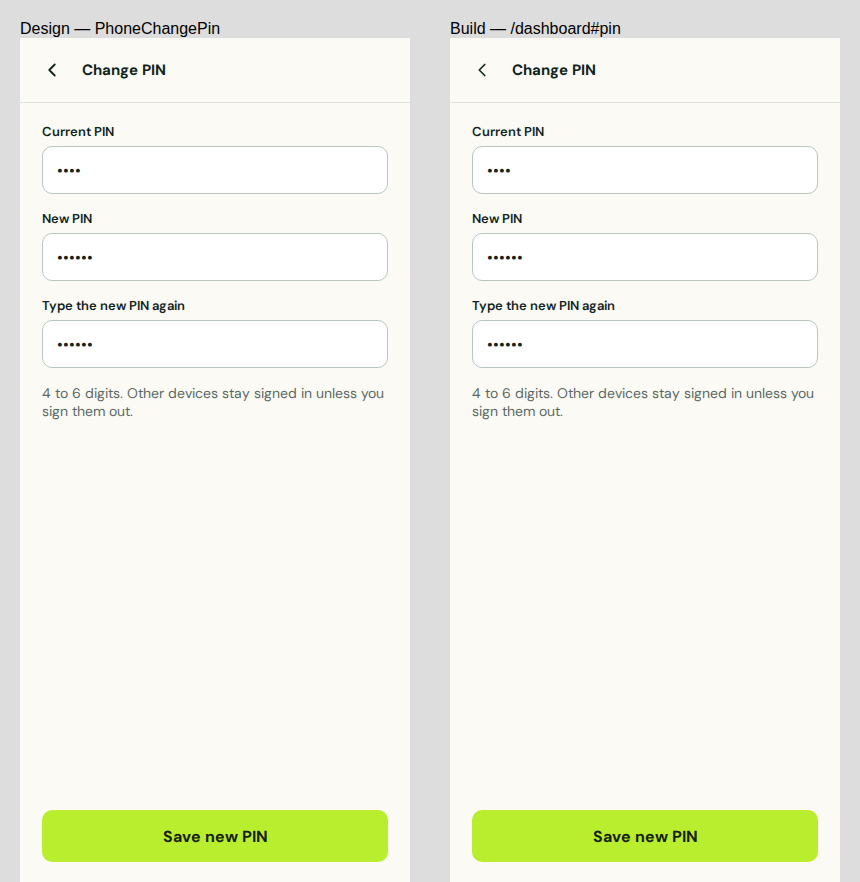 Design — PhoneChangePin
Change PIN
Current PIN
••••
New PIN
••••••
Type the new PIN again
••••••
4 to 6 digits. Other devices stay signed in unless you
sign them out.
Save new PIN
Build — /dashboard#pin
Change PIN
Current PIN
••••
New PIN
••••••
Type the new PIN again
••••••
4 to 6 digits. Other devices stay signed in unless you
sign them out.
Save new PIN